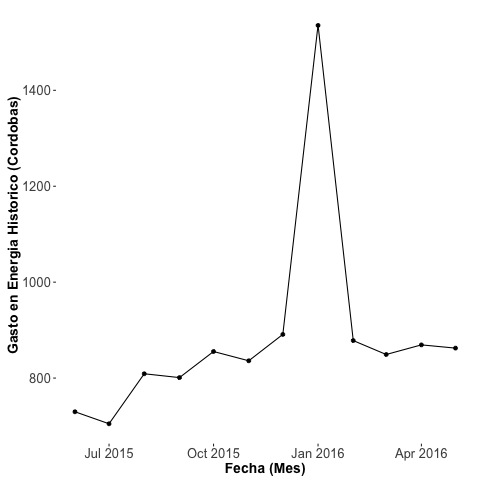 Gasto en Energia Historico (Cordobas)
1400
1200
1000
800
Jul 2015
Oct 2015
Jan 2016
Apr 2016
Fecha (Mes)